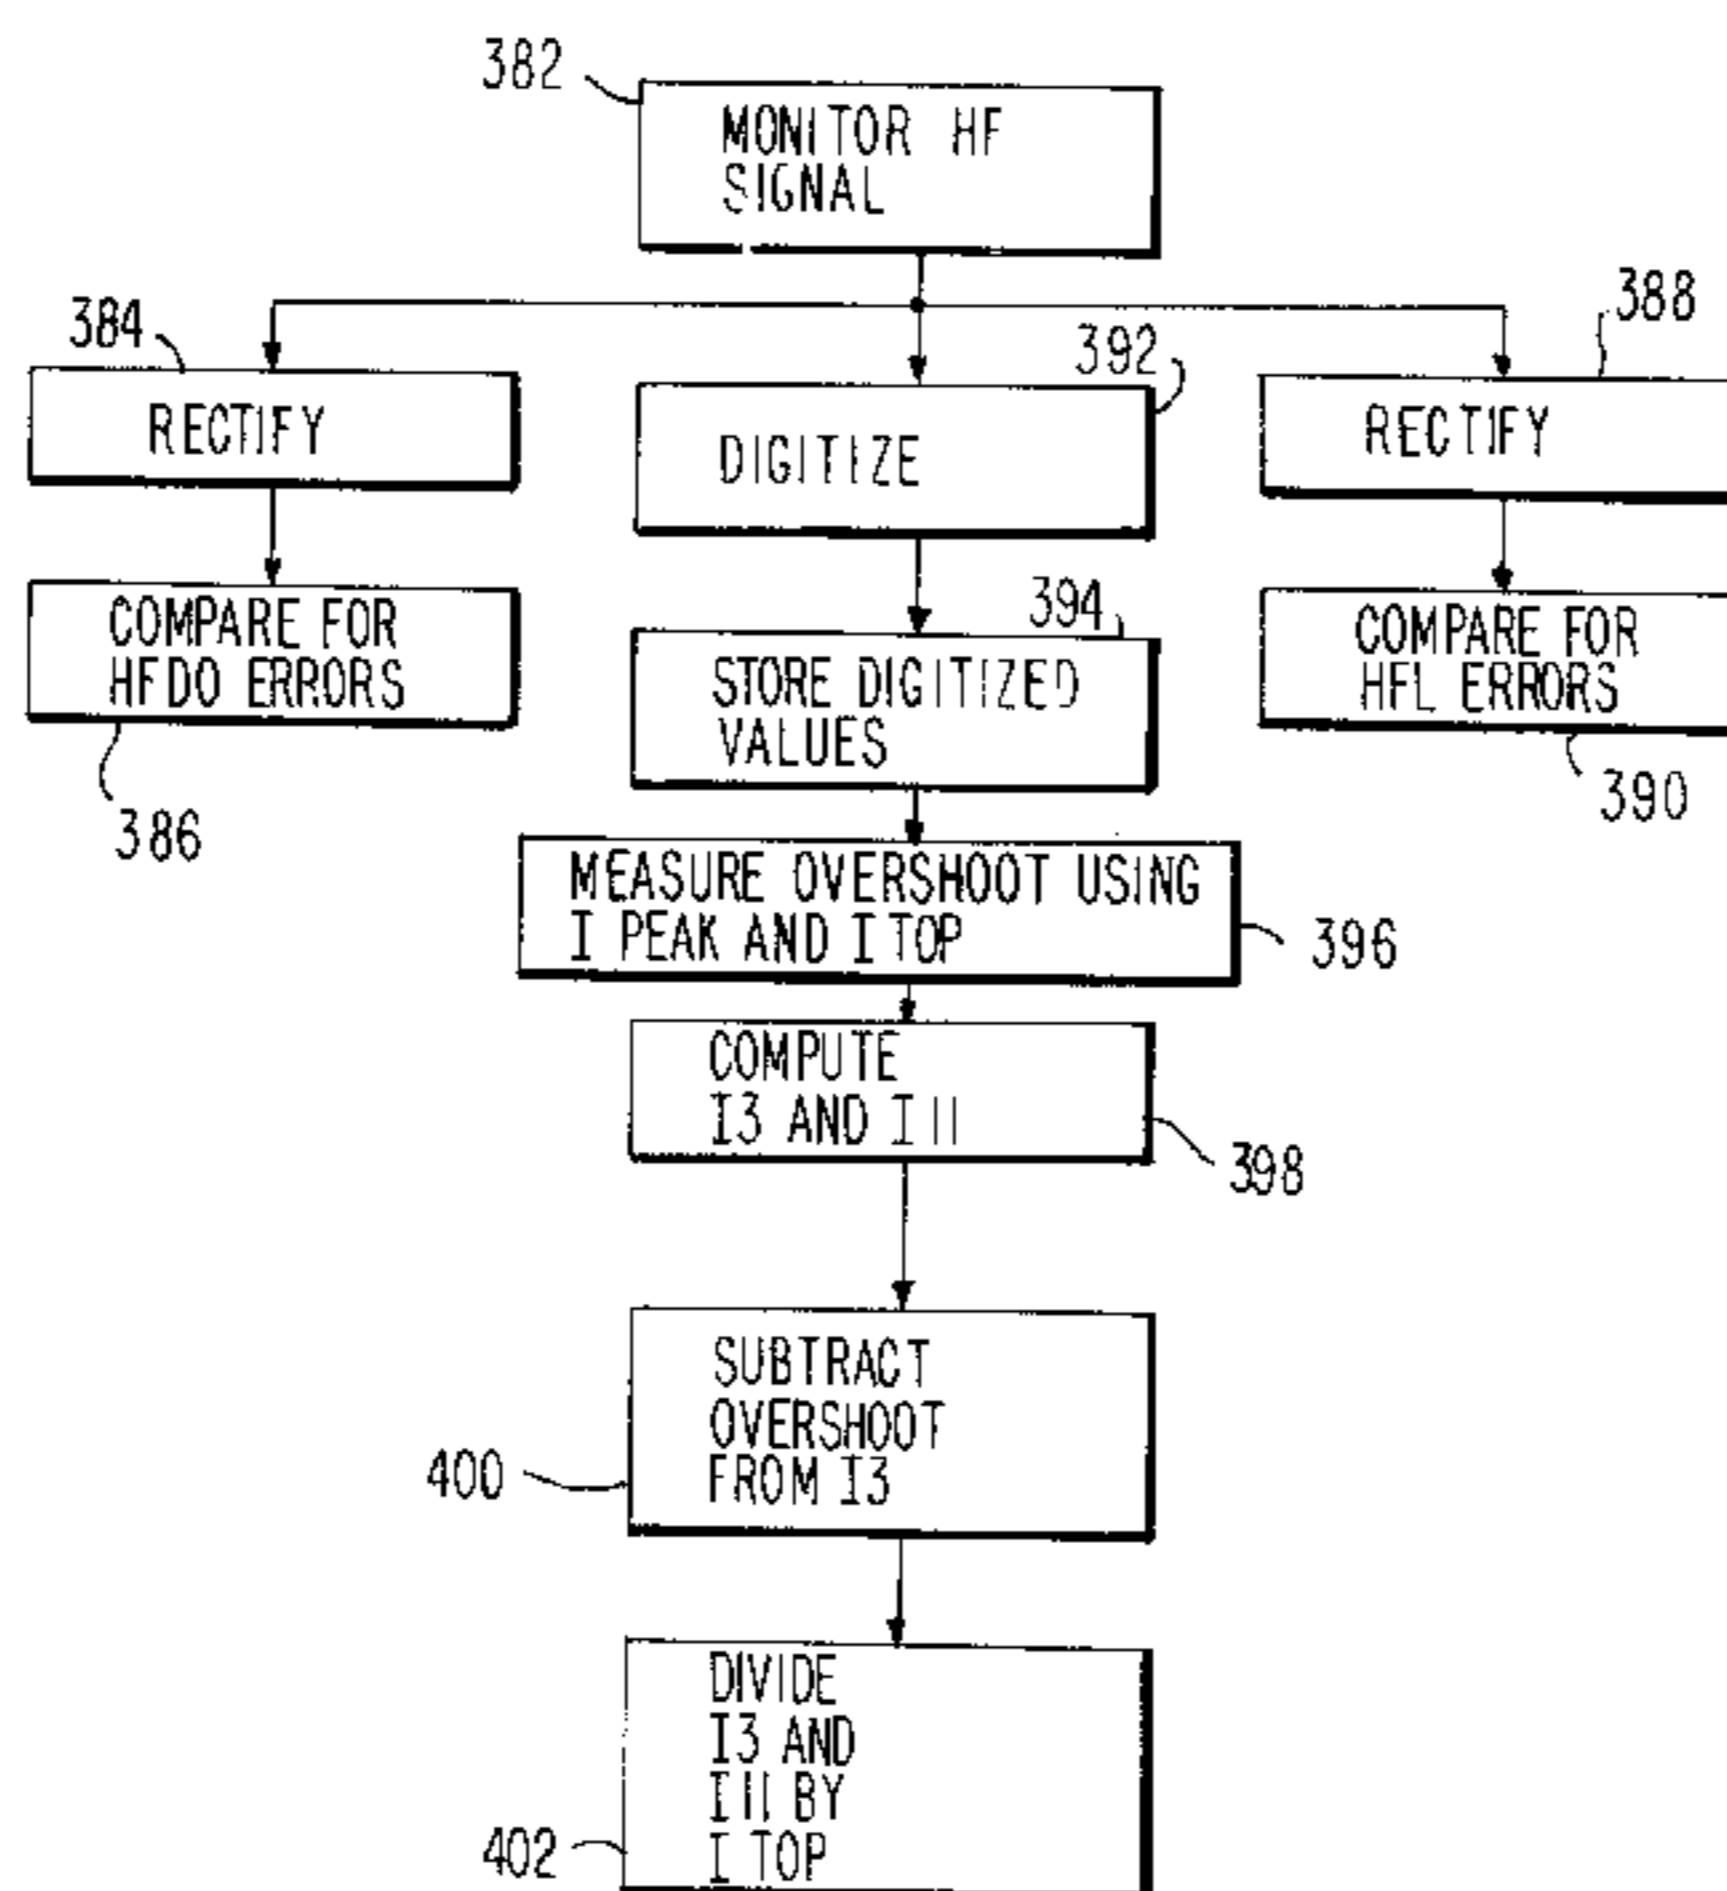 382
MONITOR HF
SIGNAL
384
392
388
RECTIFY
DIGITIZE
RECTIFY
394
COMPARE FOR
HFDO ERRORS
STORE DIGITIZED
VALUES
COMPARE FOR
HFL ERRORS
386
390
MEASURE OVERSHOOT USING
I PEAK AND I TOP
396
COMPUTE
I3 AND I 11
398
SUBTRACT
OVERSHOOT
FROM I3
400
DIVIDE
I3 AND
I11 BY
I TOP
402